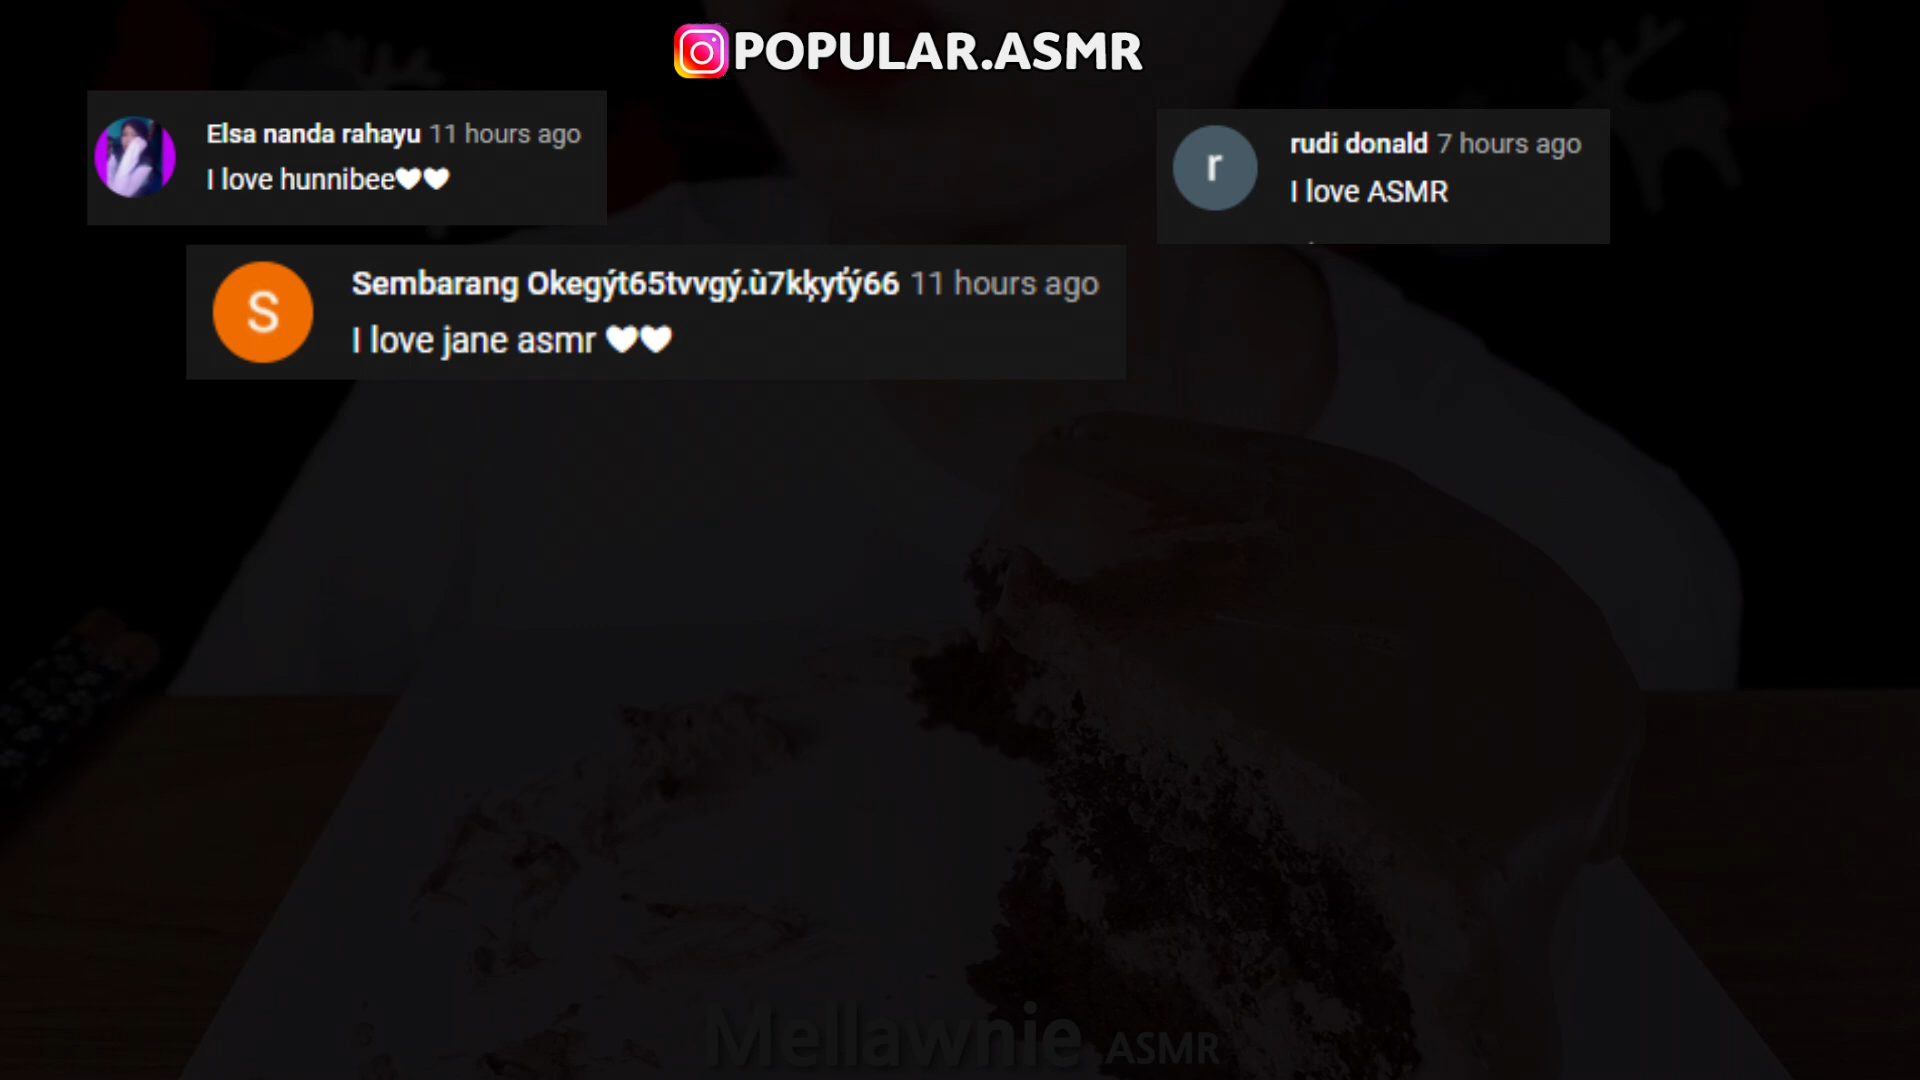 POPULAR.ASMR
Elsa nanda rahayu 11 hours ago
I love hunnibee🤍🤍
rudi donald 7 hours ago
r
I love ASMR
Sembarang Okegýt65tvvgý.ù7kķyťý66 11 hours ago
S
I love jane asmr 🤍🤍
Mellawnie ASMR